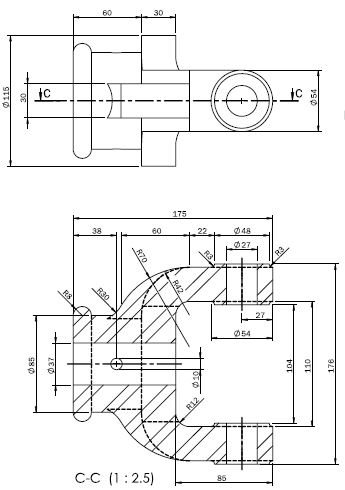 60
30
Ø115
30
C
C
Ø54
175
38
60
22
Ø48
Ø27
R3
R3
R70
R42
R8
R30
27
Ø54
Ø85
Ø37
Ø10
104
110
176
R12
C-C (1 : 2.5)
85